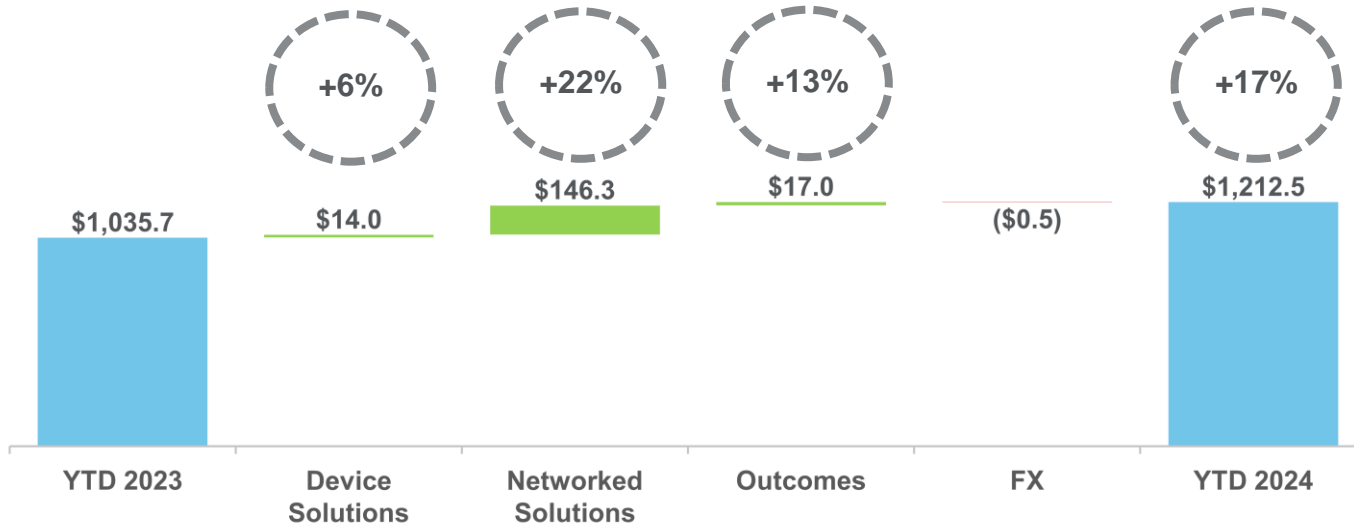 +6%
+22%
+13%
+17%
$1,035.7
$14.0
$146.3
$17.0
($0.5)
$1,212.5
YTD 2023
Device
Solutions
Networked
Solutions
Outcomes
FX
YTD 2024